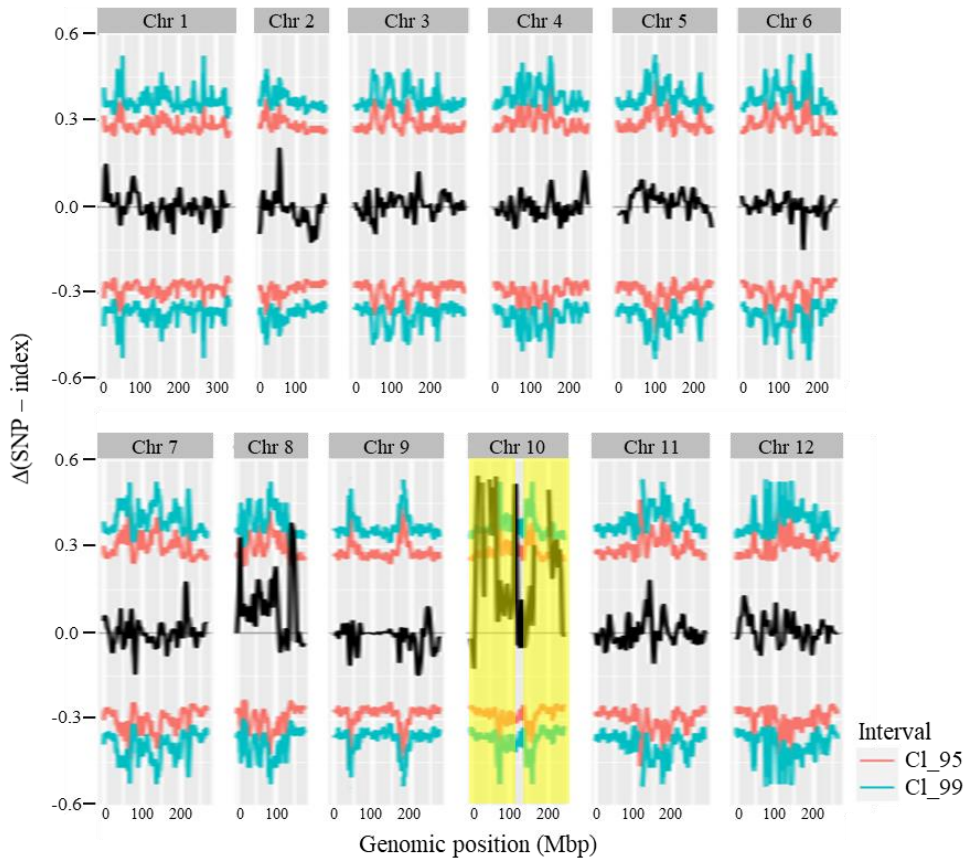 Chr 1 Chr 2 Chr 3 Chr 4 Chr 5 Chr 6
0.6
0.3
0.0
-0.3
-0.6
0 100 200 300 0 100 0 100 200 0 100 200 0 100 200 0 100 200
Δ(SNP – index)
Chr 7 Chr 8 Chr 9 Chr 10 Chr 11 Chr 12
0.6
0.3
0.0
-0.3
-0.6
0 100 200 0 100 0 100 200 0 100 200 0 100 200 0 100 200
Interval
Cl_95
Cl_99
Genomic position (Mbp)